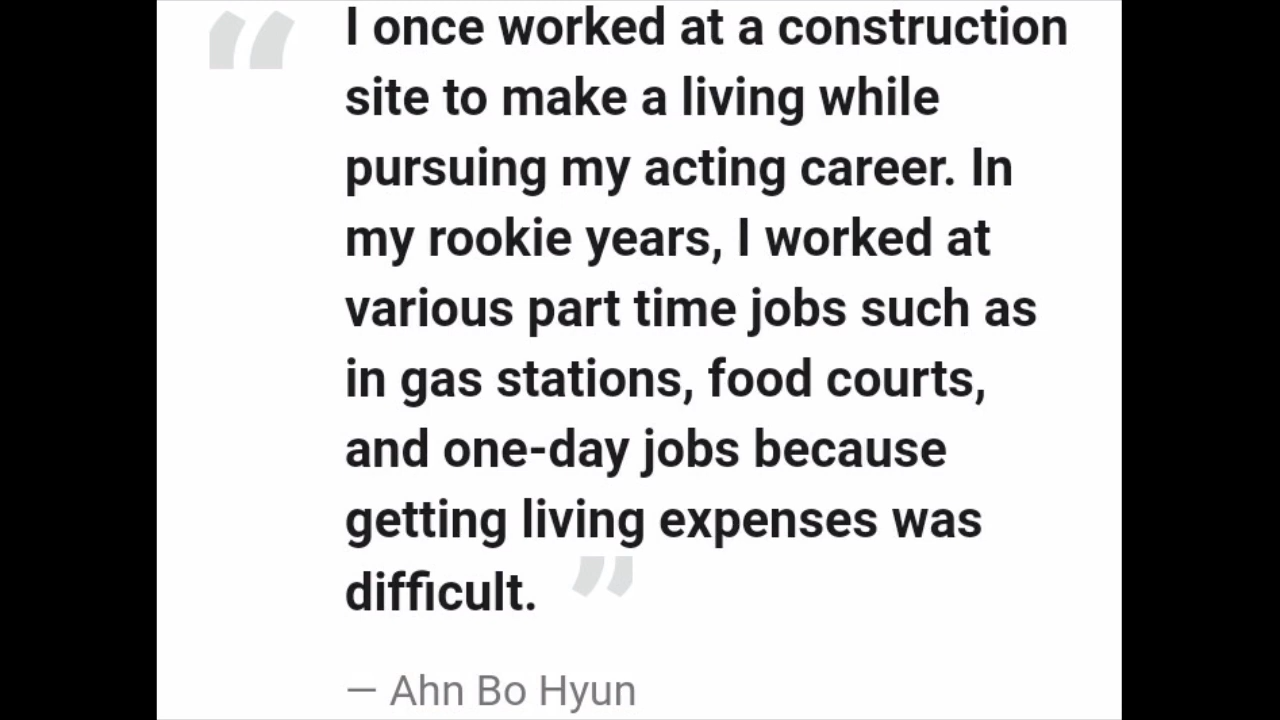 “ I once worked at a construction
site to make a living while
pursuing my acting career. In
my rookie years, I worked at
various part time jobs such as
in gas stations, food courts,
and one-day jobs because
getting living expenses was
difficult. ”
— Ahn Bo Hyun